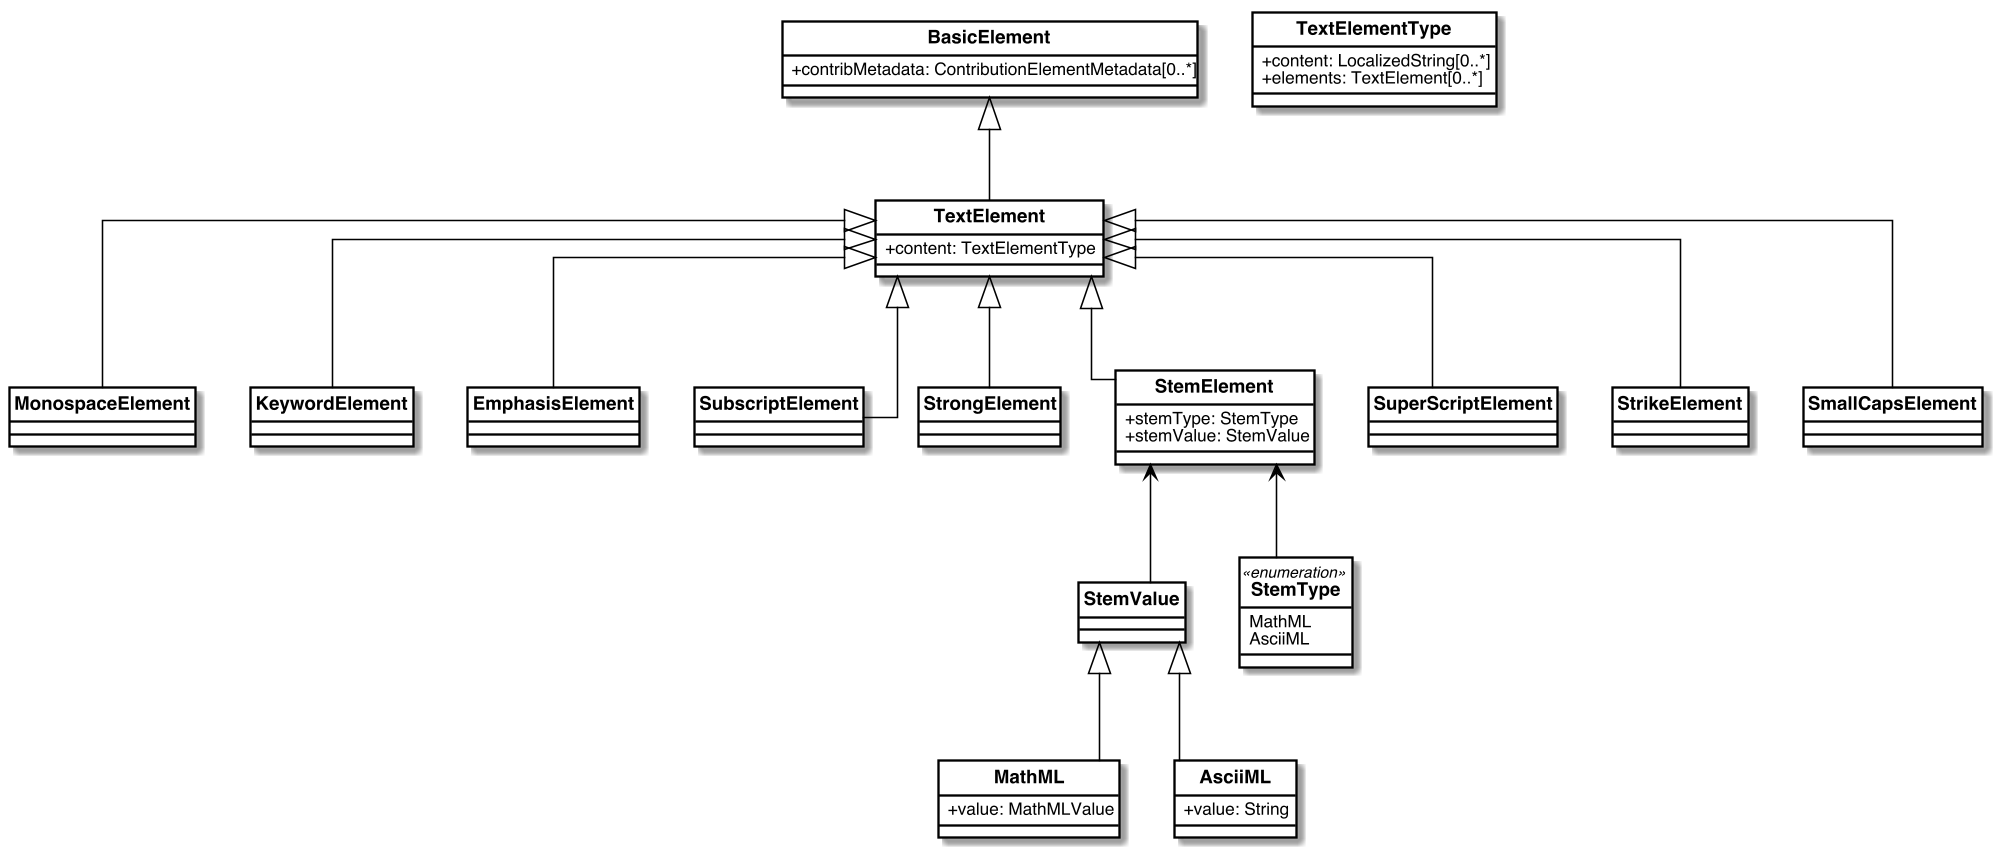 BasicElement
+contribMetadata: ContributionElementMetadata[0..*]
TextElementType
+content: LocalizedString[0..*]
+elements: TextElement[0..*]
TextElement
+content: TextElementType
MonospaceElement
KeywordElement
EmphasisElement
SubscriptElement
StrongElement
StemElement
+stemType: StemType
+stemValue: StemValue
SuperScriptElement
StrikeElement
SmallCapsElement
StemValue
«enumeration»
StemType
MathML
AsciiML
MathML
+value: MathMLValue
AsciiML
+value: String